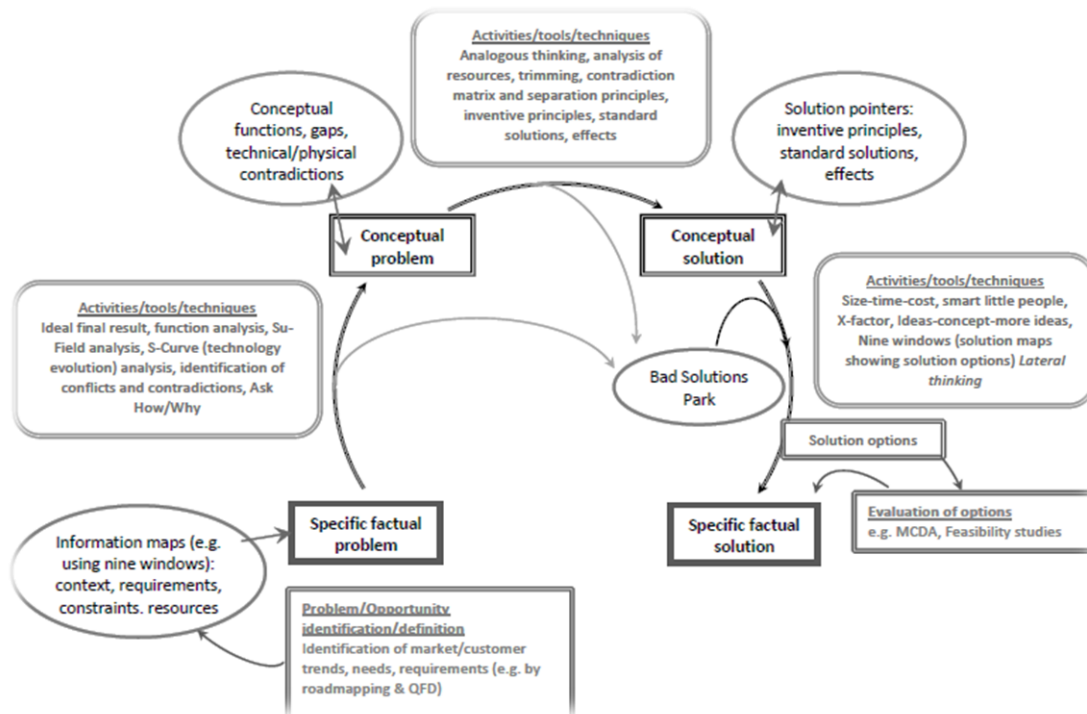 Activities/tools/techniques
Analogous thinking, analysis of
resources, trimming, contradiction
matrix and separation principles,
inventive principles, standard
solutions, effects
Conceptual
functions, gaps,
technical/physical
contradictions
Solution pointers:
inventive principles,
standard solutions,
effects
Conceptual
problem
Conceptual
solution
Activities/tools/techniques
Ideal final result, function analysis, Su-
Field analysis, S-Curve (technology
evolution) analysis, identification of
conflicts and contradictions, Ask
How/Why
Activities/tools/techniques
Size-time-cost, smart little people,
X-factor, Ideas-concept-more ideas,
Nine windows (solution maps
showing solution options) Lateral
thinking
Bad Solutions
Park
Solution options
Specific factual
problem
Specific factual
solution
Evaluation of options
e.g. MCDA, Feasibility studies
Information maps (e.g.
using nine windows):
context, requirements,
constraints. resources
Problem/Opportunity
identification/definition
Identification of market/customer
trends, needs, requirements (e.g. by
roadmapping & QFD)